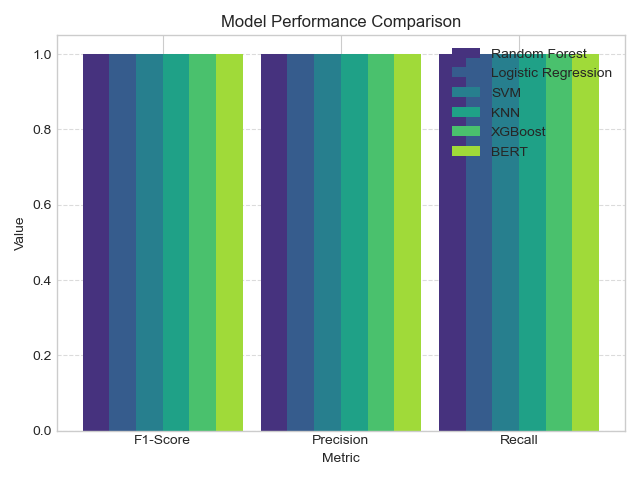 Model Performance Comparison
1.0
0.8
0.6
0.4
0.2
0.0
Value
Random Forest
Logistic Regression
SVM
KNN
XGBoost
BERT
F1-Score
Precision
Recall
Metric